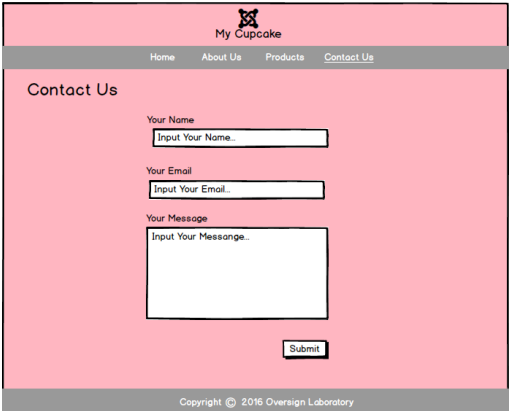 My Cupcake
Home About Us Products Contact Us
Contact Us
Your Name
Input Your Name...
Your Email
Input Your Email...
Your Message
Input Your Messange...
Submit
Copyright © 2016 Oversign Laboratory